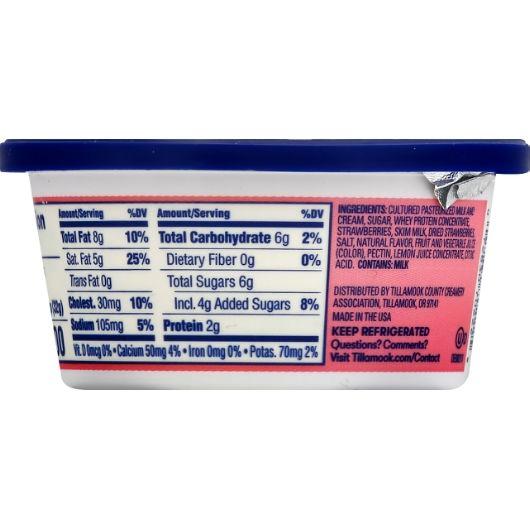 Amount/Serving %DV
Total Fat 8g 10%
Sat. Fat 5g 25%
Trans Fat 0g
Cholest. 30mg 10%
Sodium 105mg 5%
Amount/Serving %DV
Total Carbohydrate 6g 2%
Dietary Fiber 0g 0%
Total Sugars 6g
Incl. 4g Added Sugars 8%
Protein 2g
Vit. D 0mcg 0% • Calcium 50mg 4% • Iron 0mg 0% • Potas. 70mg 2%
INGREDIENTS: CULTURED PASTEURIZED MILK AND
CREAM, SUGAR, WHEY PROTEIN CONCENTRATE,
STRAWBERRIES, SKIM MILK, DRIED STRAWBERRIES,
SALT, NATURAL FLAVOR, FRUIT AND VEGETABLE JUICE
(COLOR), PECTIN, LEMON JUICE CONCENTRATE, CITRIC
ACID. CONTAINS: MILK
DISTRIBUTED BY TILLAMOOK COUNTY CREAMERY
ASSOCIATION, TILLAMOOK, OR 97141
MADE IN THE USA
KEEP REFRIGERATED
Questions? Comments?
Visit Tillamook.com/Contact